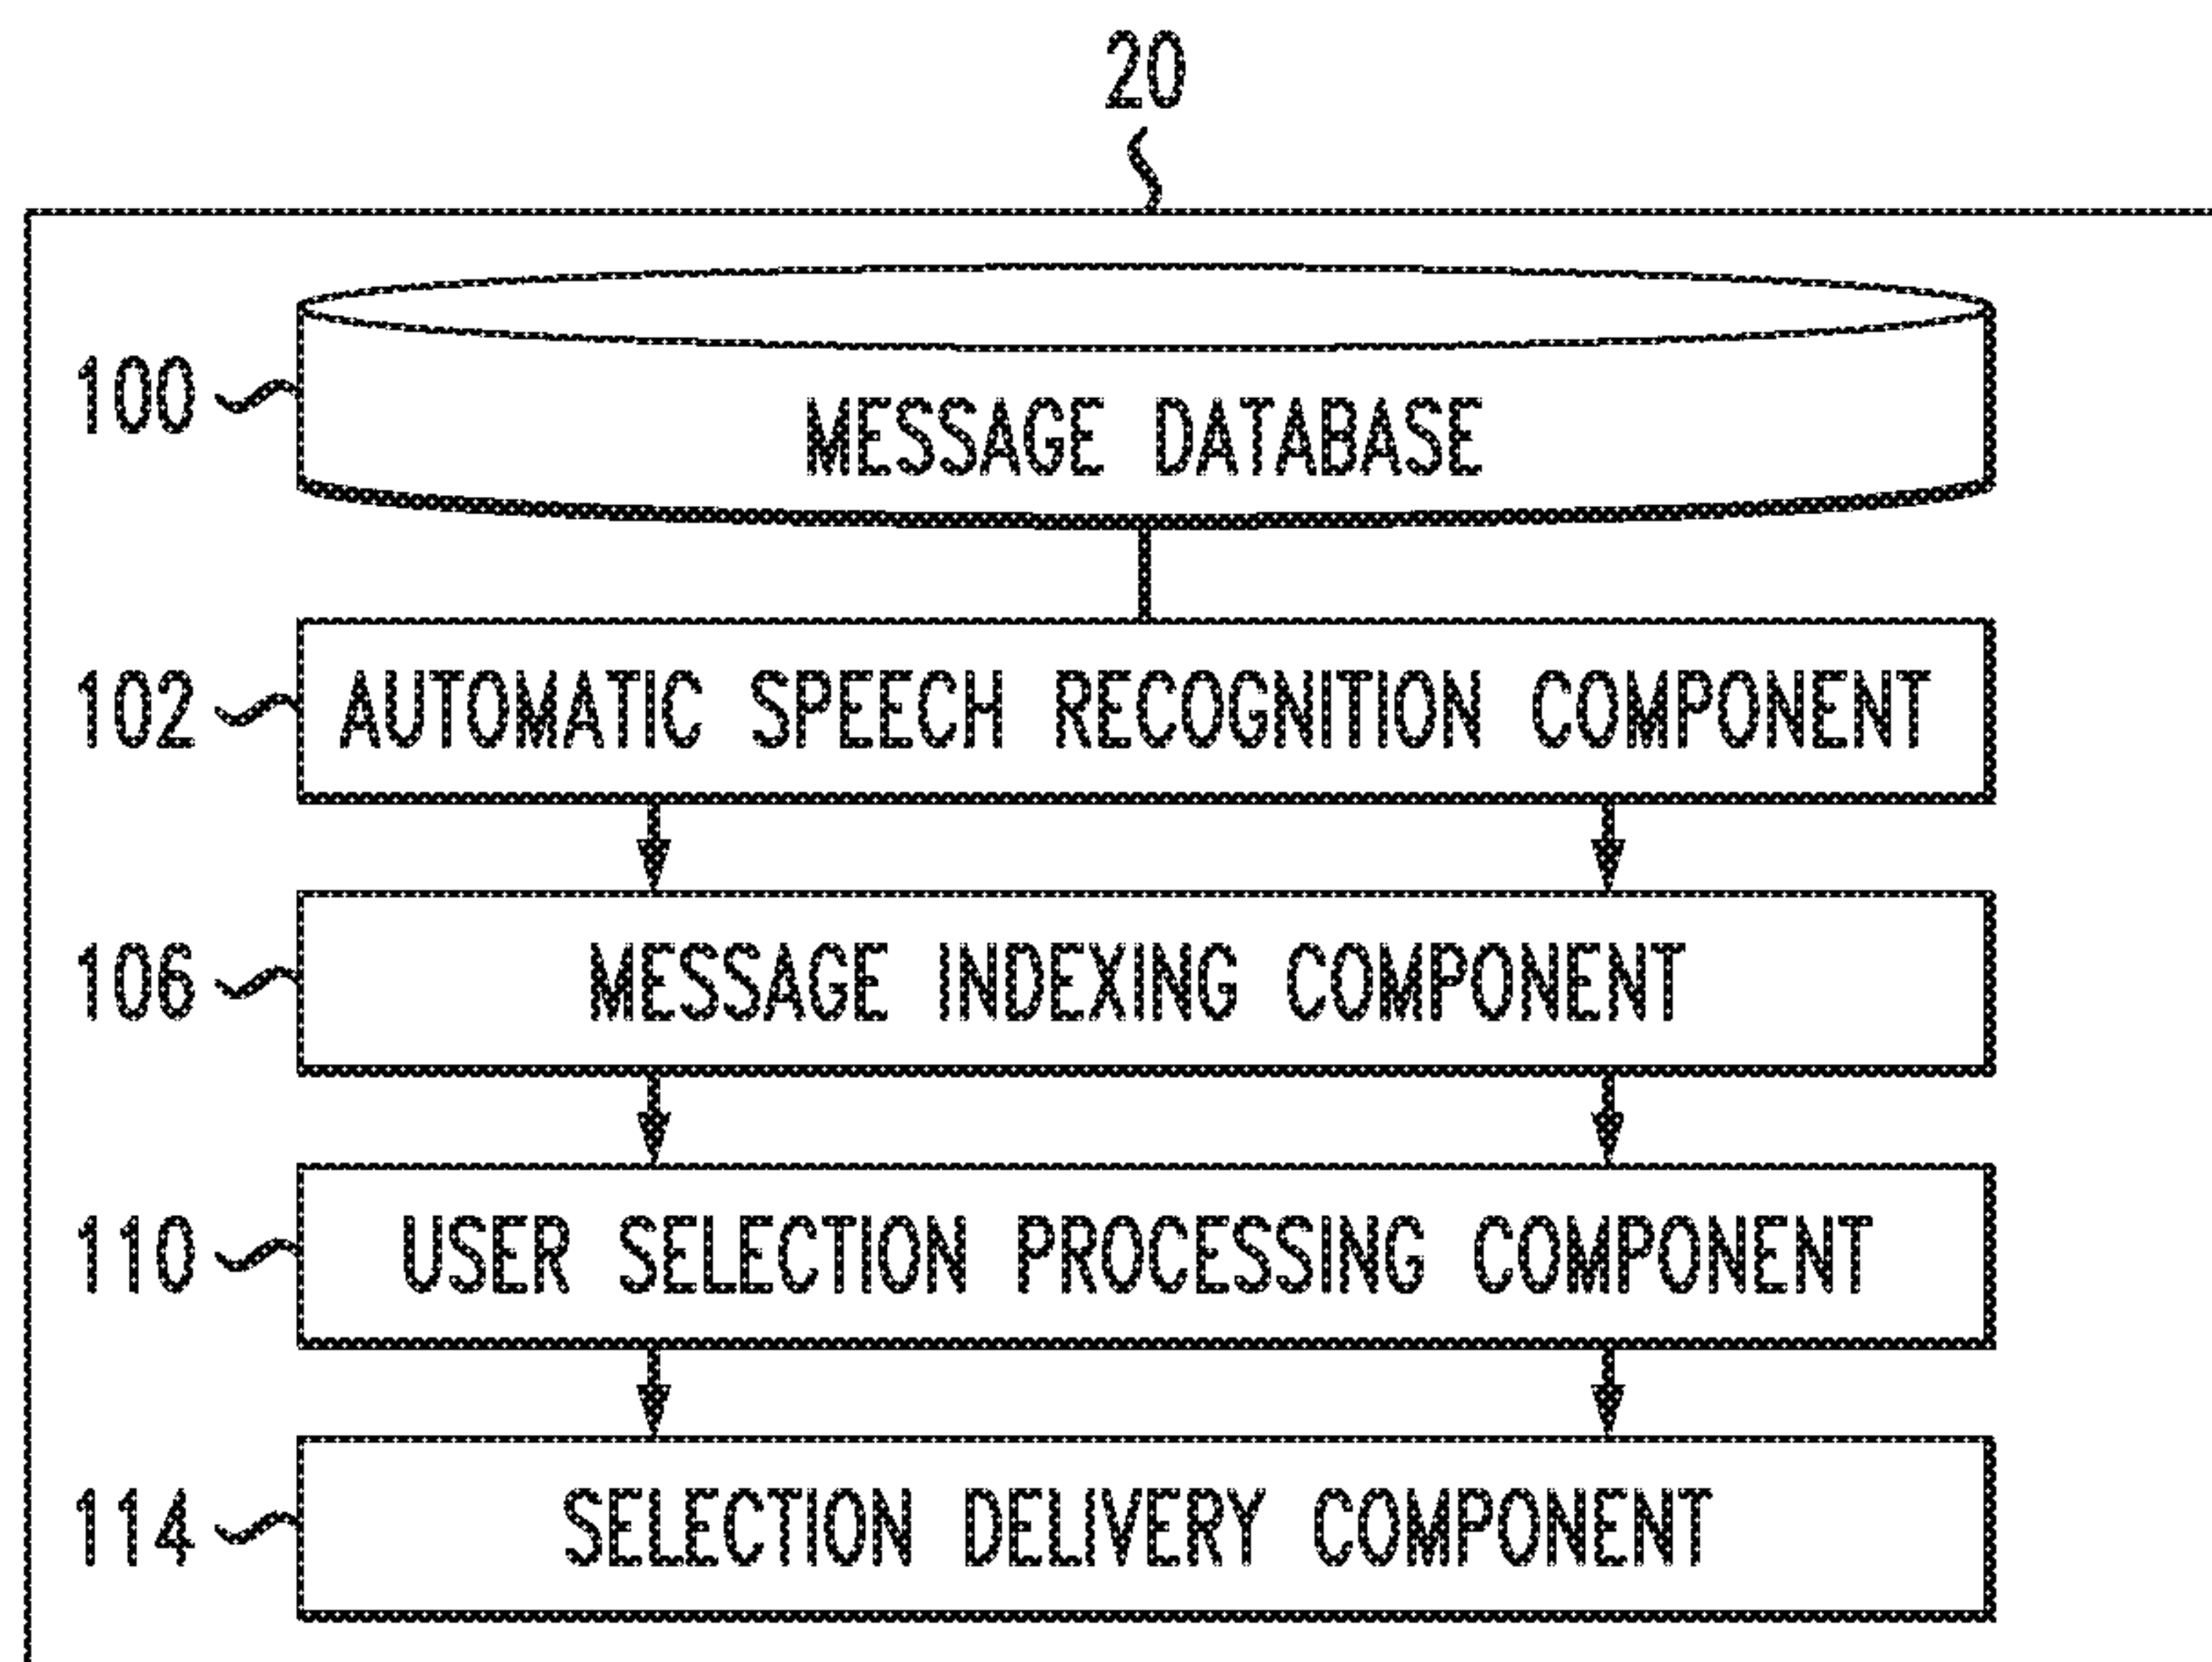 20
100
MESSAGE DATABASE
102
AUTOMATIC SPEECH RECOGNITION COMPONENT
106
MESSAGE INDEXING COMPONENT
110
USER SELECTION PROCESSING COMPONENT
114
SELECTION DELIVERY COMPONENT